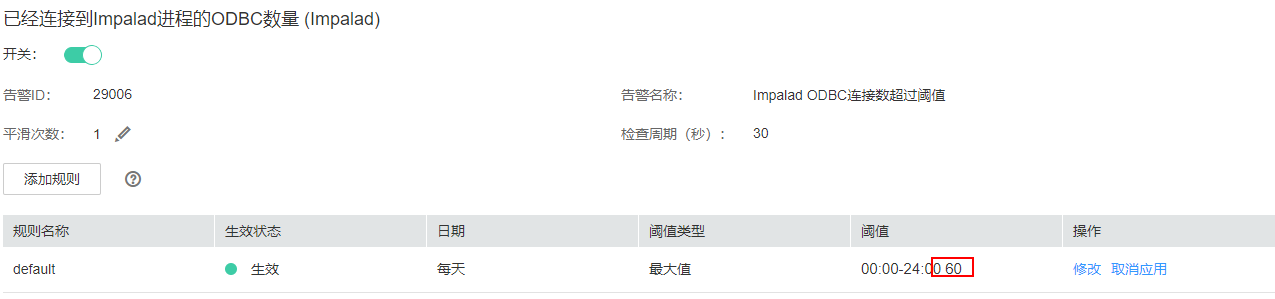 已经连接到Impalad进程的ODBC数量 (Impalad)
开关:
告警ID: 29006 告警名称: Impalad ODBC连接数超过阈值
平滑次数: 1 检查周期（秒）: 30
添加规则 ?
规则名称 生效状态 日期 阈值类型 阈值 操作
default 生效 每天 最大值 00:00-24:00 60 修改 取消应用